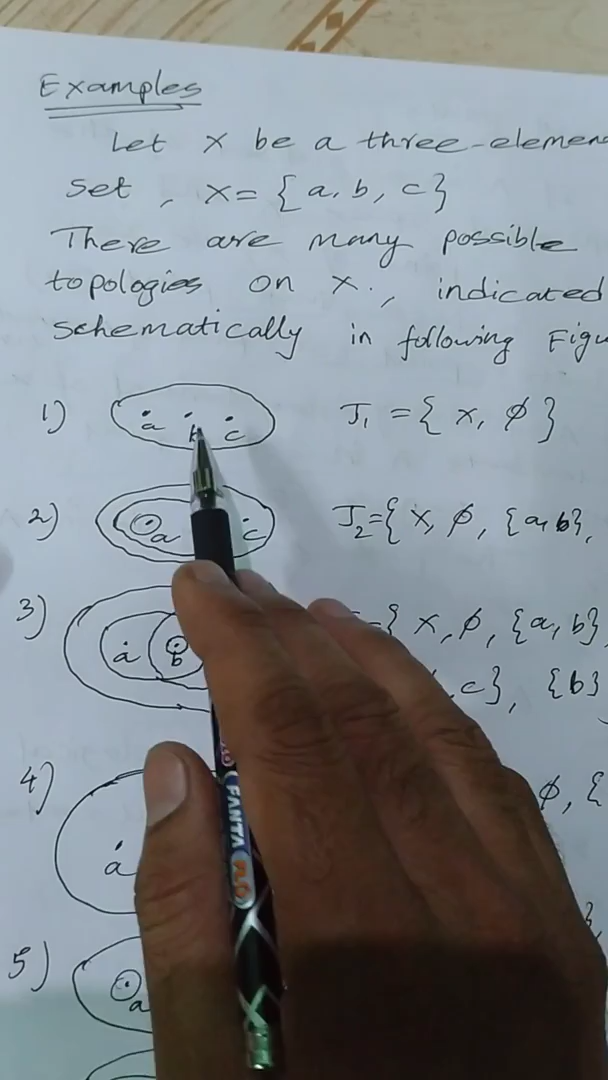 Examples
Let X be a three-elemen
set, X = { a, b, c}
There are many possible
topologies on X., indicated
schematically in following Figu
1) a b c J₁ = { X, ϕ }
2) a c J₂ = { X, ϕ, {a, b},
3) a b = { X, ϕ, {a, b},
, c}, {b}
4) a ϕ, {
5) a
FANTA